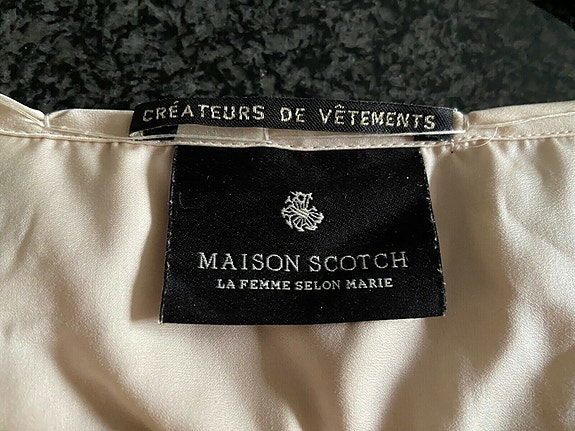 CRÉATEURS DE VÊTEMENTS
MAISON SCOTCH
LA FEMME SELON MARIE